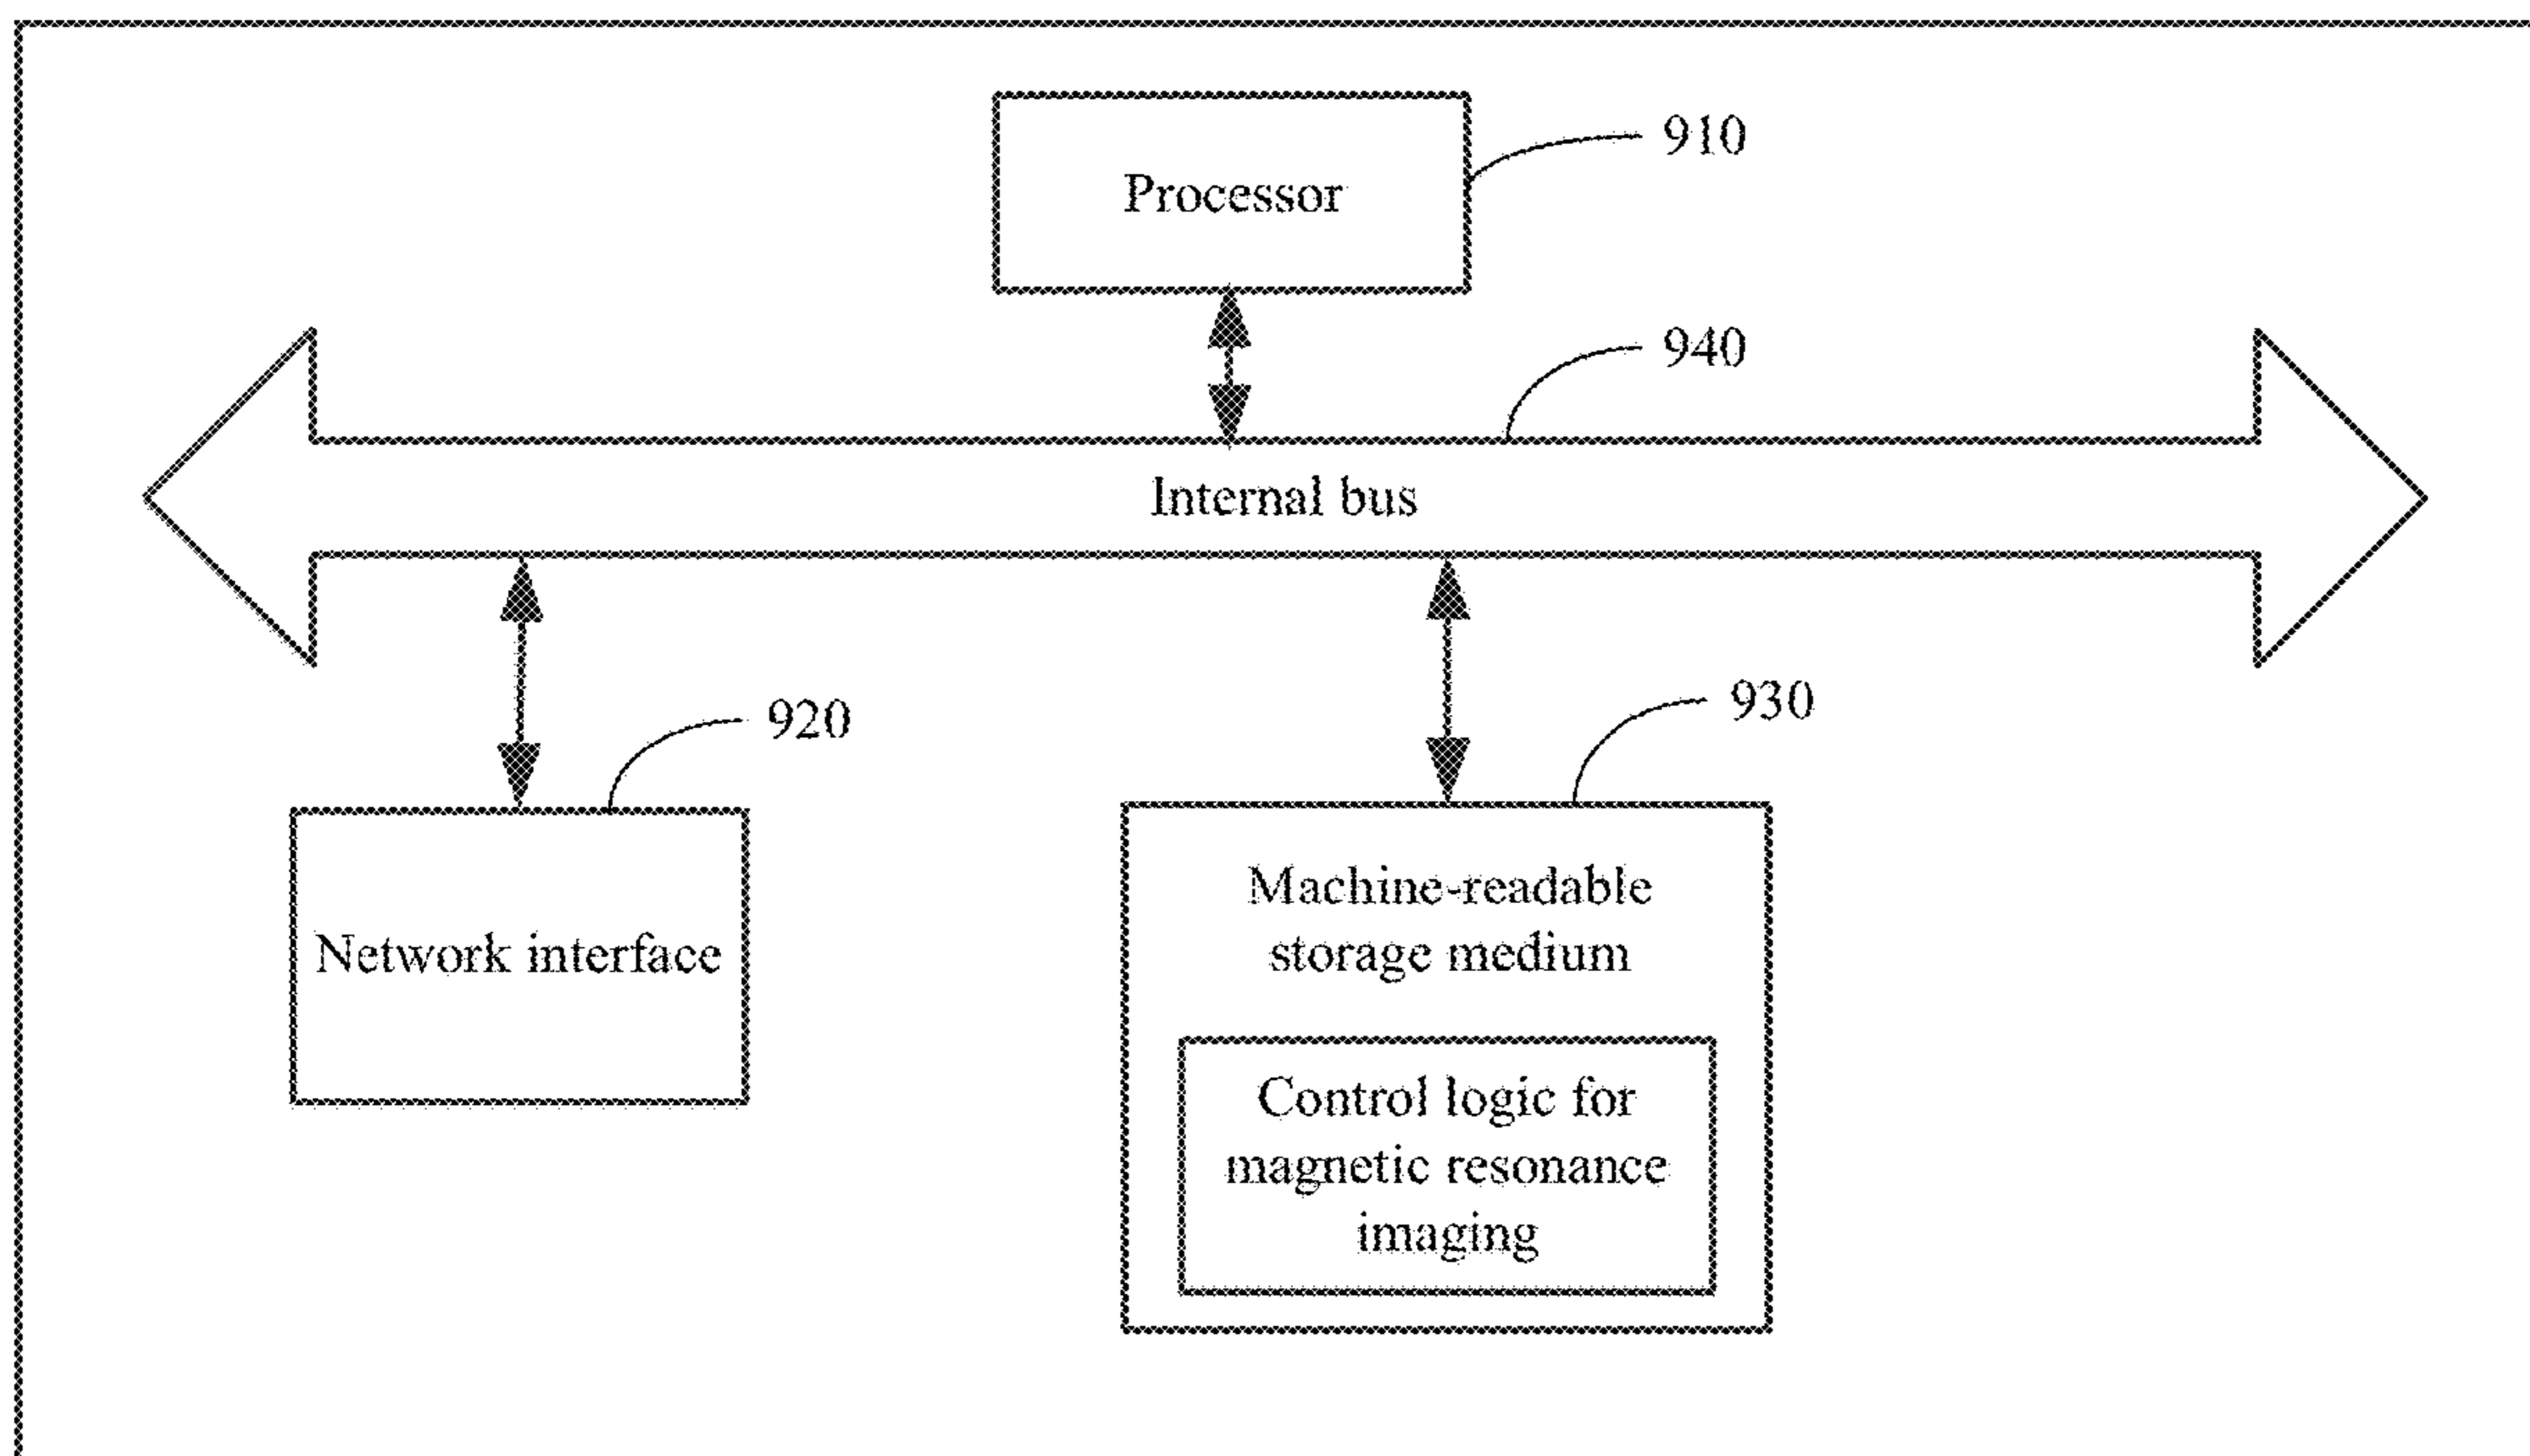 910
Processor
940
Internal bus
920
930
Network interface
Machine-readable
storage medium
Control logic for
magnetic resonance
imaging